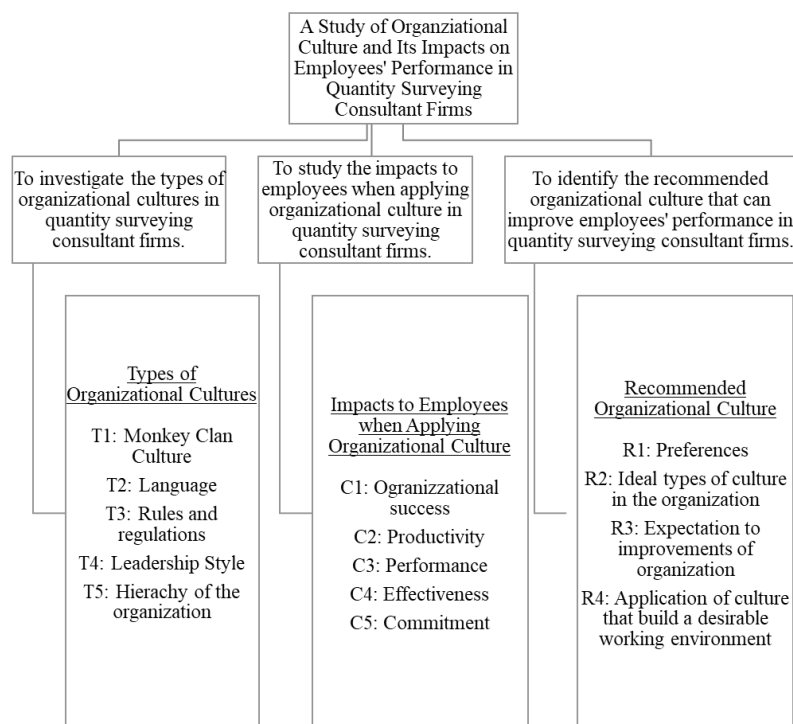 A Study of Organziational
Culture and Its Impacts on
Employees' Performance in
Quantity Surveying
Consultant Firms
To investigate the types of
organizational cultures in
quantity surveying
consultant firms.
To study the impacts to
employees when applying
organizational culture in
quantity surveying
consultant firms.
To identify the recommended
organizational culture that can
improve employees' performance in
quantity surveying consultant firms.
Types of
Organizational Cultures
T1: Monkey Clan
Culture
T2: Language
T3: Rules and
regulations
T4: Leadership Style
T5: Hierachy of the
organization
Impacts to Employees
when Applying
Organizational Culture
C1: Ogranizzational
success
C2: Productivity
C3: Performance
C4: Effectiveness
C5: Commitment
Recommended
Organizational Culture
R1: Preferences
R2: Ideal types of culture
in the organization
R3: Expectation to
improvements of
organization
R4: Application of culture
that build a desirable
working environment